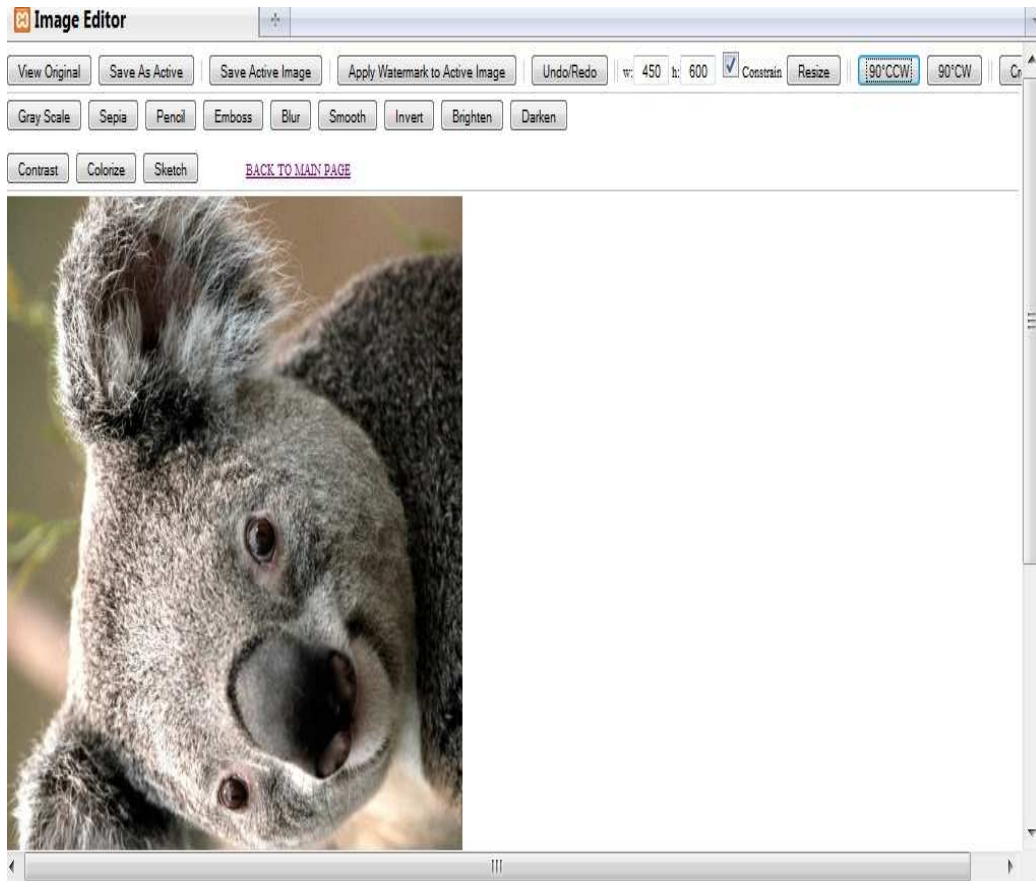 Image Editor
View Original Save As Active Save Active Image Apply Watermark to Active Image Undo/Redo w: 450 h: 600 Constrain Resize 90°CCW 90°CW
Gray Scale Sepia Pencil Emboss Blur Smooth Invert Brighten Darken
Contrast Colorize Sketch BACK TO MAIN PAGE